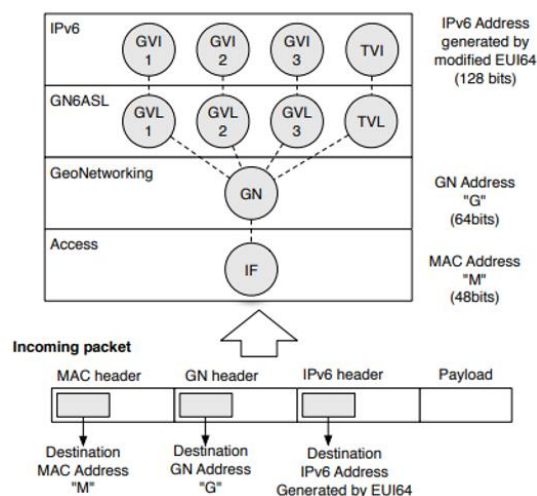 IPv6
GVI
1
GVI
2
GVI
3
TVI
IPv6 Address
generated by
modified EUI64
(128 bits)
GN6ASL
GVL
1
GVL
2
GVL
3
TVL
GeoNetworking
GN
GN Address
"G"
(64bits)
Access
IF
MAC Address
"M"
(48bits)
Incoming packet
MAC header
GN header
IPv6 header
Payload
Destination
MAC Address
"M"
Destination
GN Address
"G"
Destination
IPv6 Address
Generated by EUI64